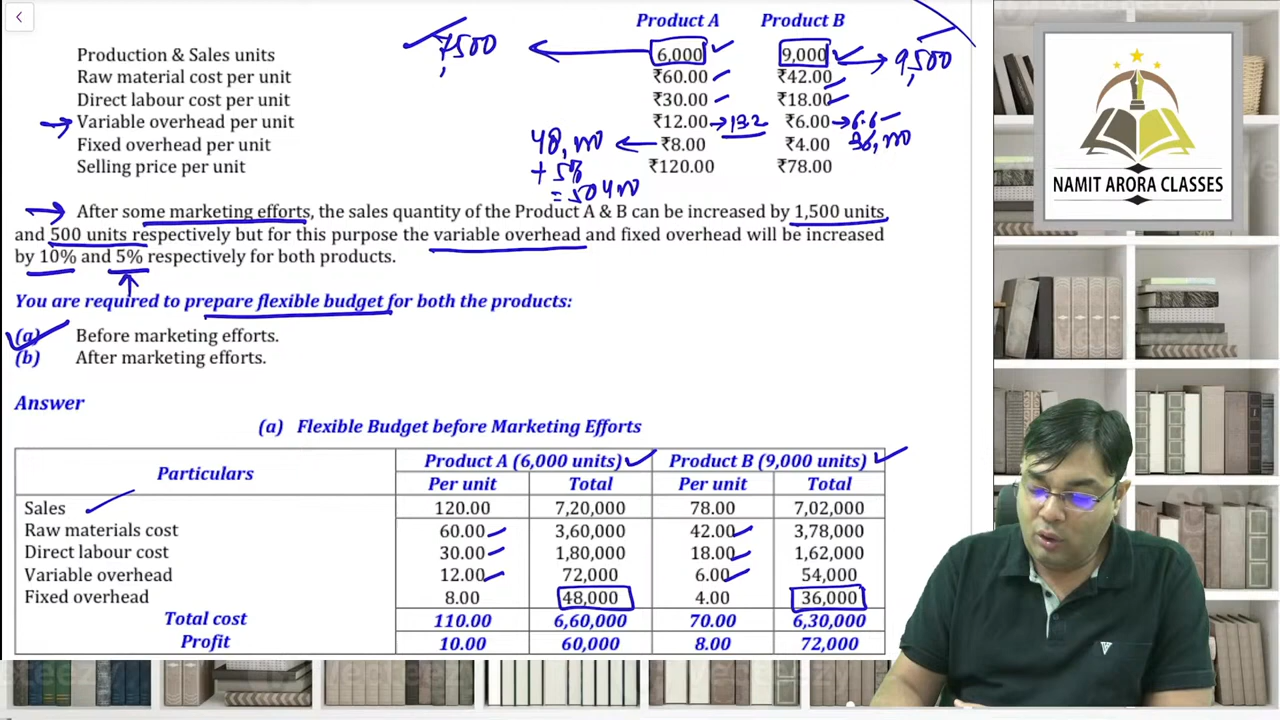 Product A Product B
Production & Sales units 6,000 9,000
Raw material cost per unit ₹60.00 ₹42.00
Direct labour cost per unit ₹30.00 ₹18.00
Variable overhead per unit ₹12.00 ₹6.00
Fixed overhead per unit ₹8.00 ₹4.00
Selling price per unit ₹120.00 ₹78.00
7500
9,500
13.2
6.6
48,000
+5%
=50400
36,000
After some marketing efforts, the sales quantity of the Product A & B can be increased by 1,500 units
and 500 units respectively but for this purpose the variable overhead and fixed overhead will be increased
by 10% and 5% respectively for both products.
You are required to prepare flexible budget for both the products:
(a) Before marketing efforts.
(b) After marketing efforts.
Answer
(a) Flexible Budget before Marketing Efforts
Particulars Product A (6,000 units) Product B (9,000 units)
Per unit Total Per unit Total
Sales 120.00 7,20,000 78.00 7,02,000
Raw materials cost 60.00 3,60,000 42.00 3,78,000
Direct labour cost 30.00 1,80,000 18.00 1,62,000
Variable overhead 12.00 72,000 6.00 54,000
Fixed overhead 8.00 48,000 4.00 36,000
Total cost 110.00 6,60,000 70.00 6,30,000
Profit 10.00 60,000 8.00 72,000
NAMIT ARORA CLASSES